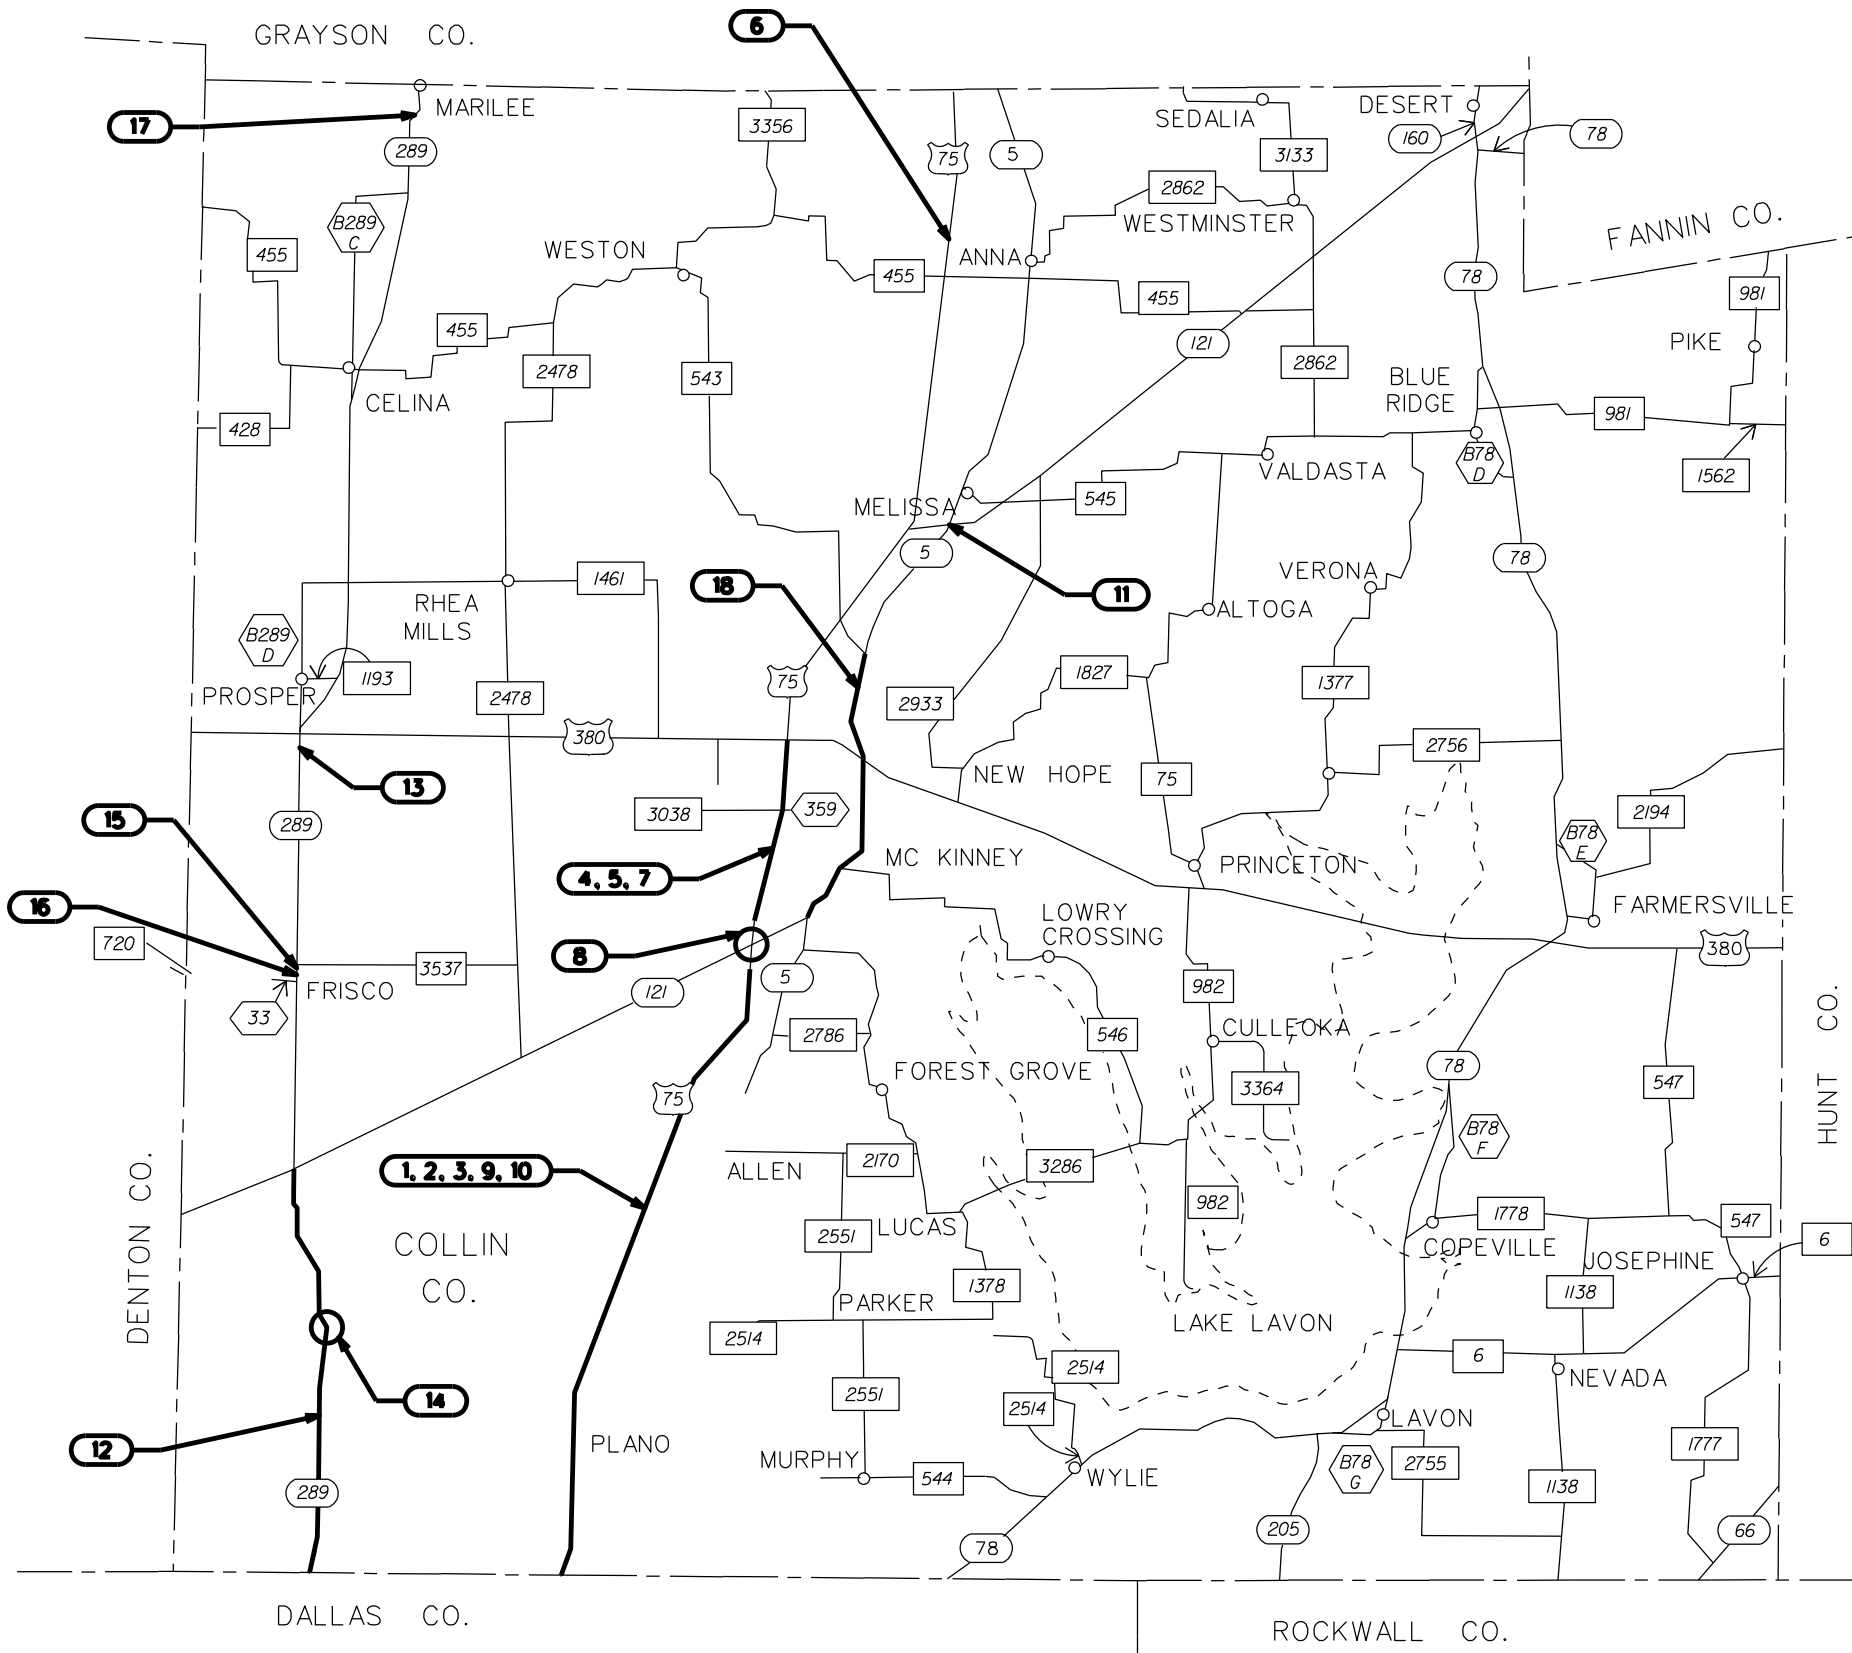 GRAYSON CO.
6
17
MARILEE
3356
SEDALIA
DESERT
160
78
289
75
5
3133
2862
WESTMINSTER
B289
C
455
WESTON
ANNA
FANNIN CO.
455
455
78
981
455
121
PIKE
2478
543
2862
BLUE
RIDGE
CELINA
428
981
VALDASTA
B78
D
1562
MELISSA
545
5
78
18
11
1461
VERONA
RHEA
MILLS
ALTOGA
B289
D
1193
PROSPER
75
1827
1377
2478
2933
380
2756
NEW HOPE
75
13
3038
359
2194
15
289
B78
E
MC KINNEY
PRINCETON
4, 5, 7
16
LOWRY
CROSSING
FARMERSVILLE
720
8
380
3537
FRISCO
5
121
982
33
HUNT CO.
2786
546
CULLEOKA
FOREST GROVE
78
3364
547
75
B78
F
DENTON CO.
1, 2, 3, 9, 10
ALLEN
2170
3286
982
1778
547
6
LUCAS
COLLIN
CO.
2551
COPEVILLE
JOSEPHINE
1378
1138
PARKER
LAKE LAVON
2514
14
2514
6
NEVADA
2551
2514
LAVON
12
PLANO
1777
MURPHY
544
WYLIE
B78
G
2755
1138
289
205
66
78
DALLAS CO.
ROCKWALL CO.